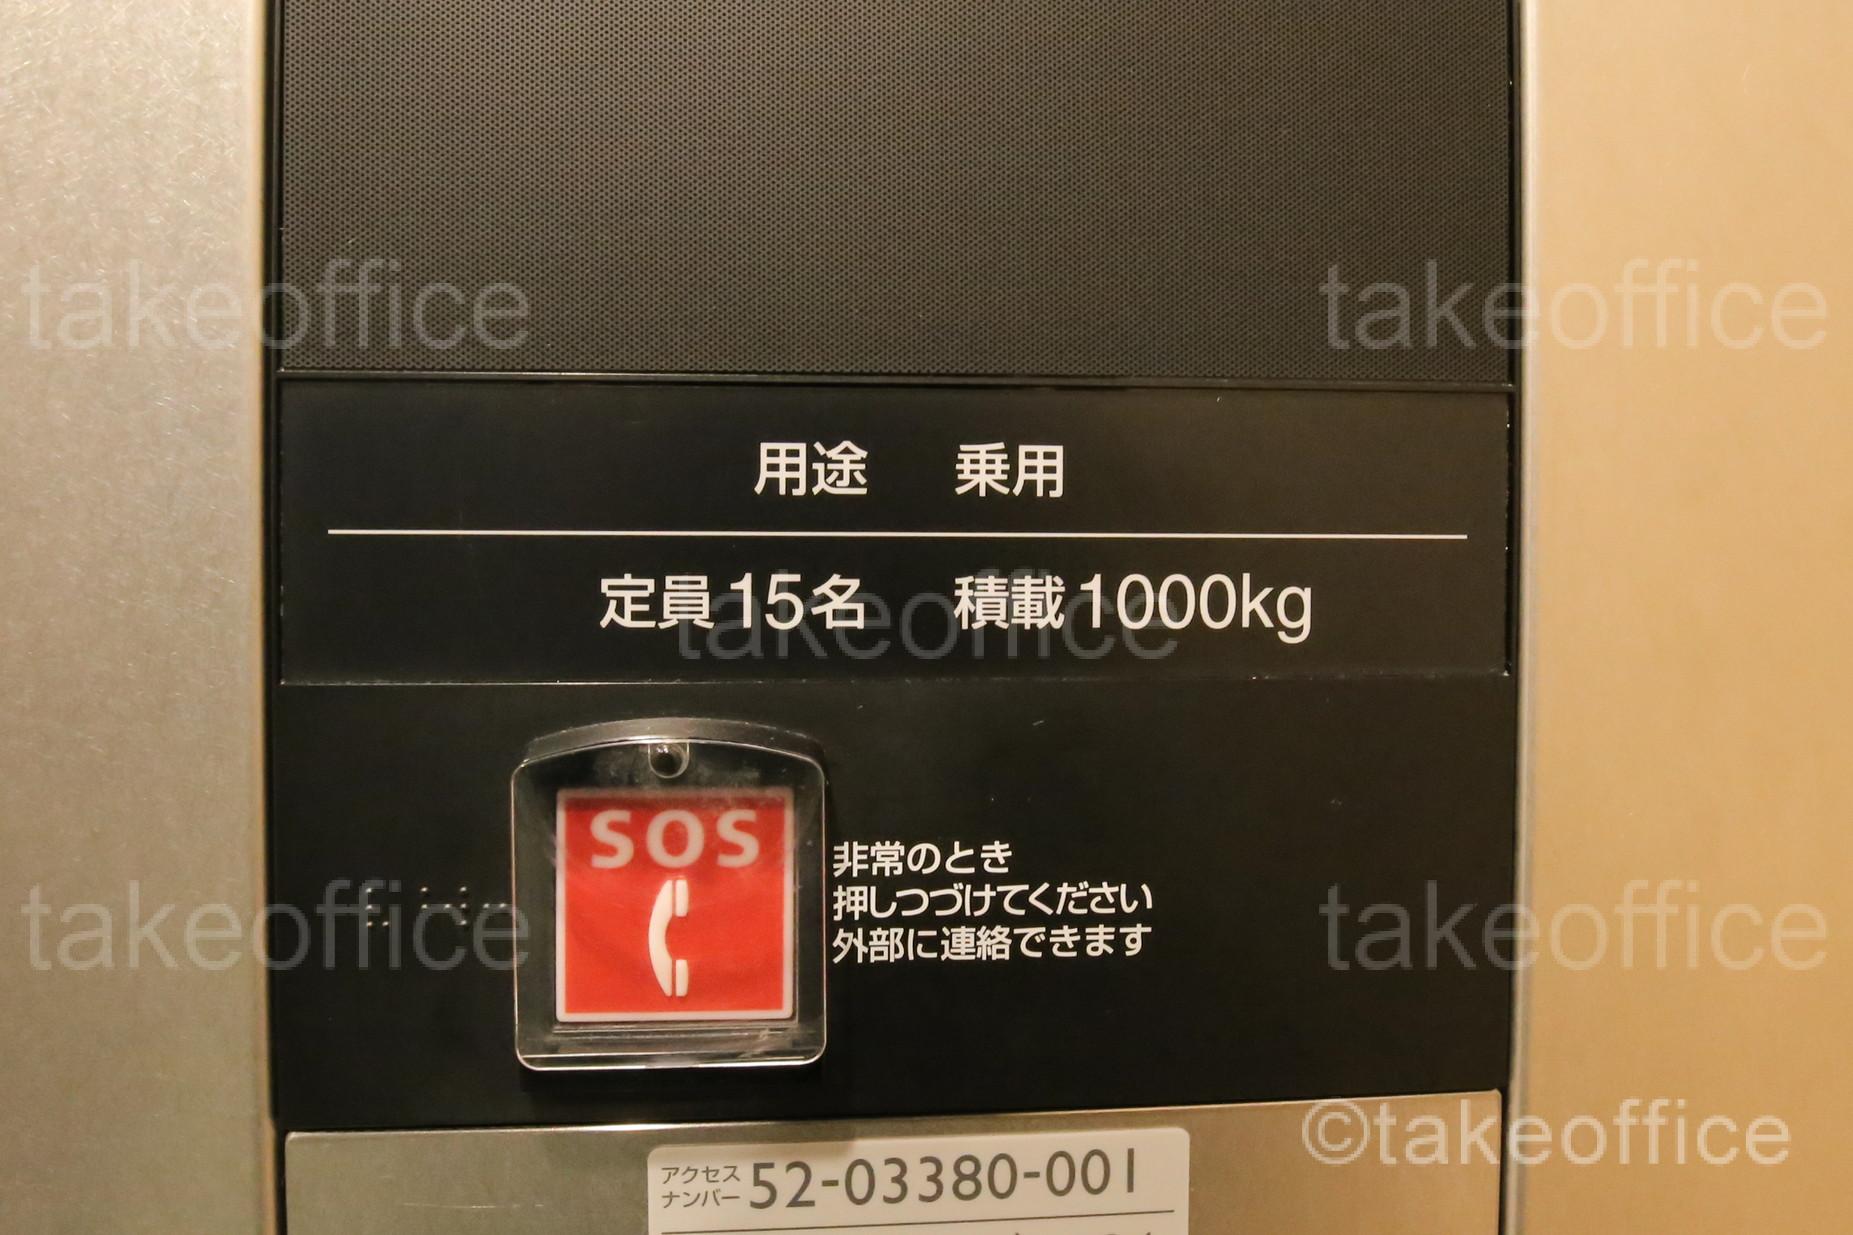 用途 乗用
定員15名 積載1000kg
SOS
非常のとき
押しつづけてください
外部に連絡できます
アクセス
ナンバー 52-03380-001
takeoffice takeoffice
takeoffice
takeoffice takeoffice
©takeoffice